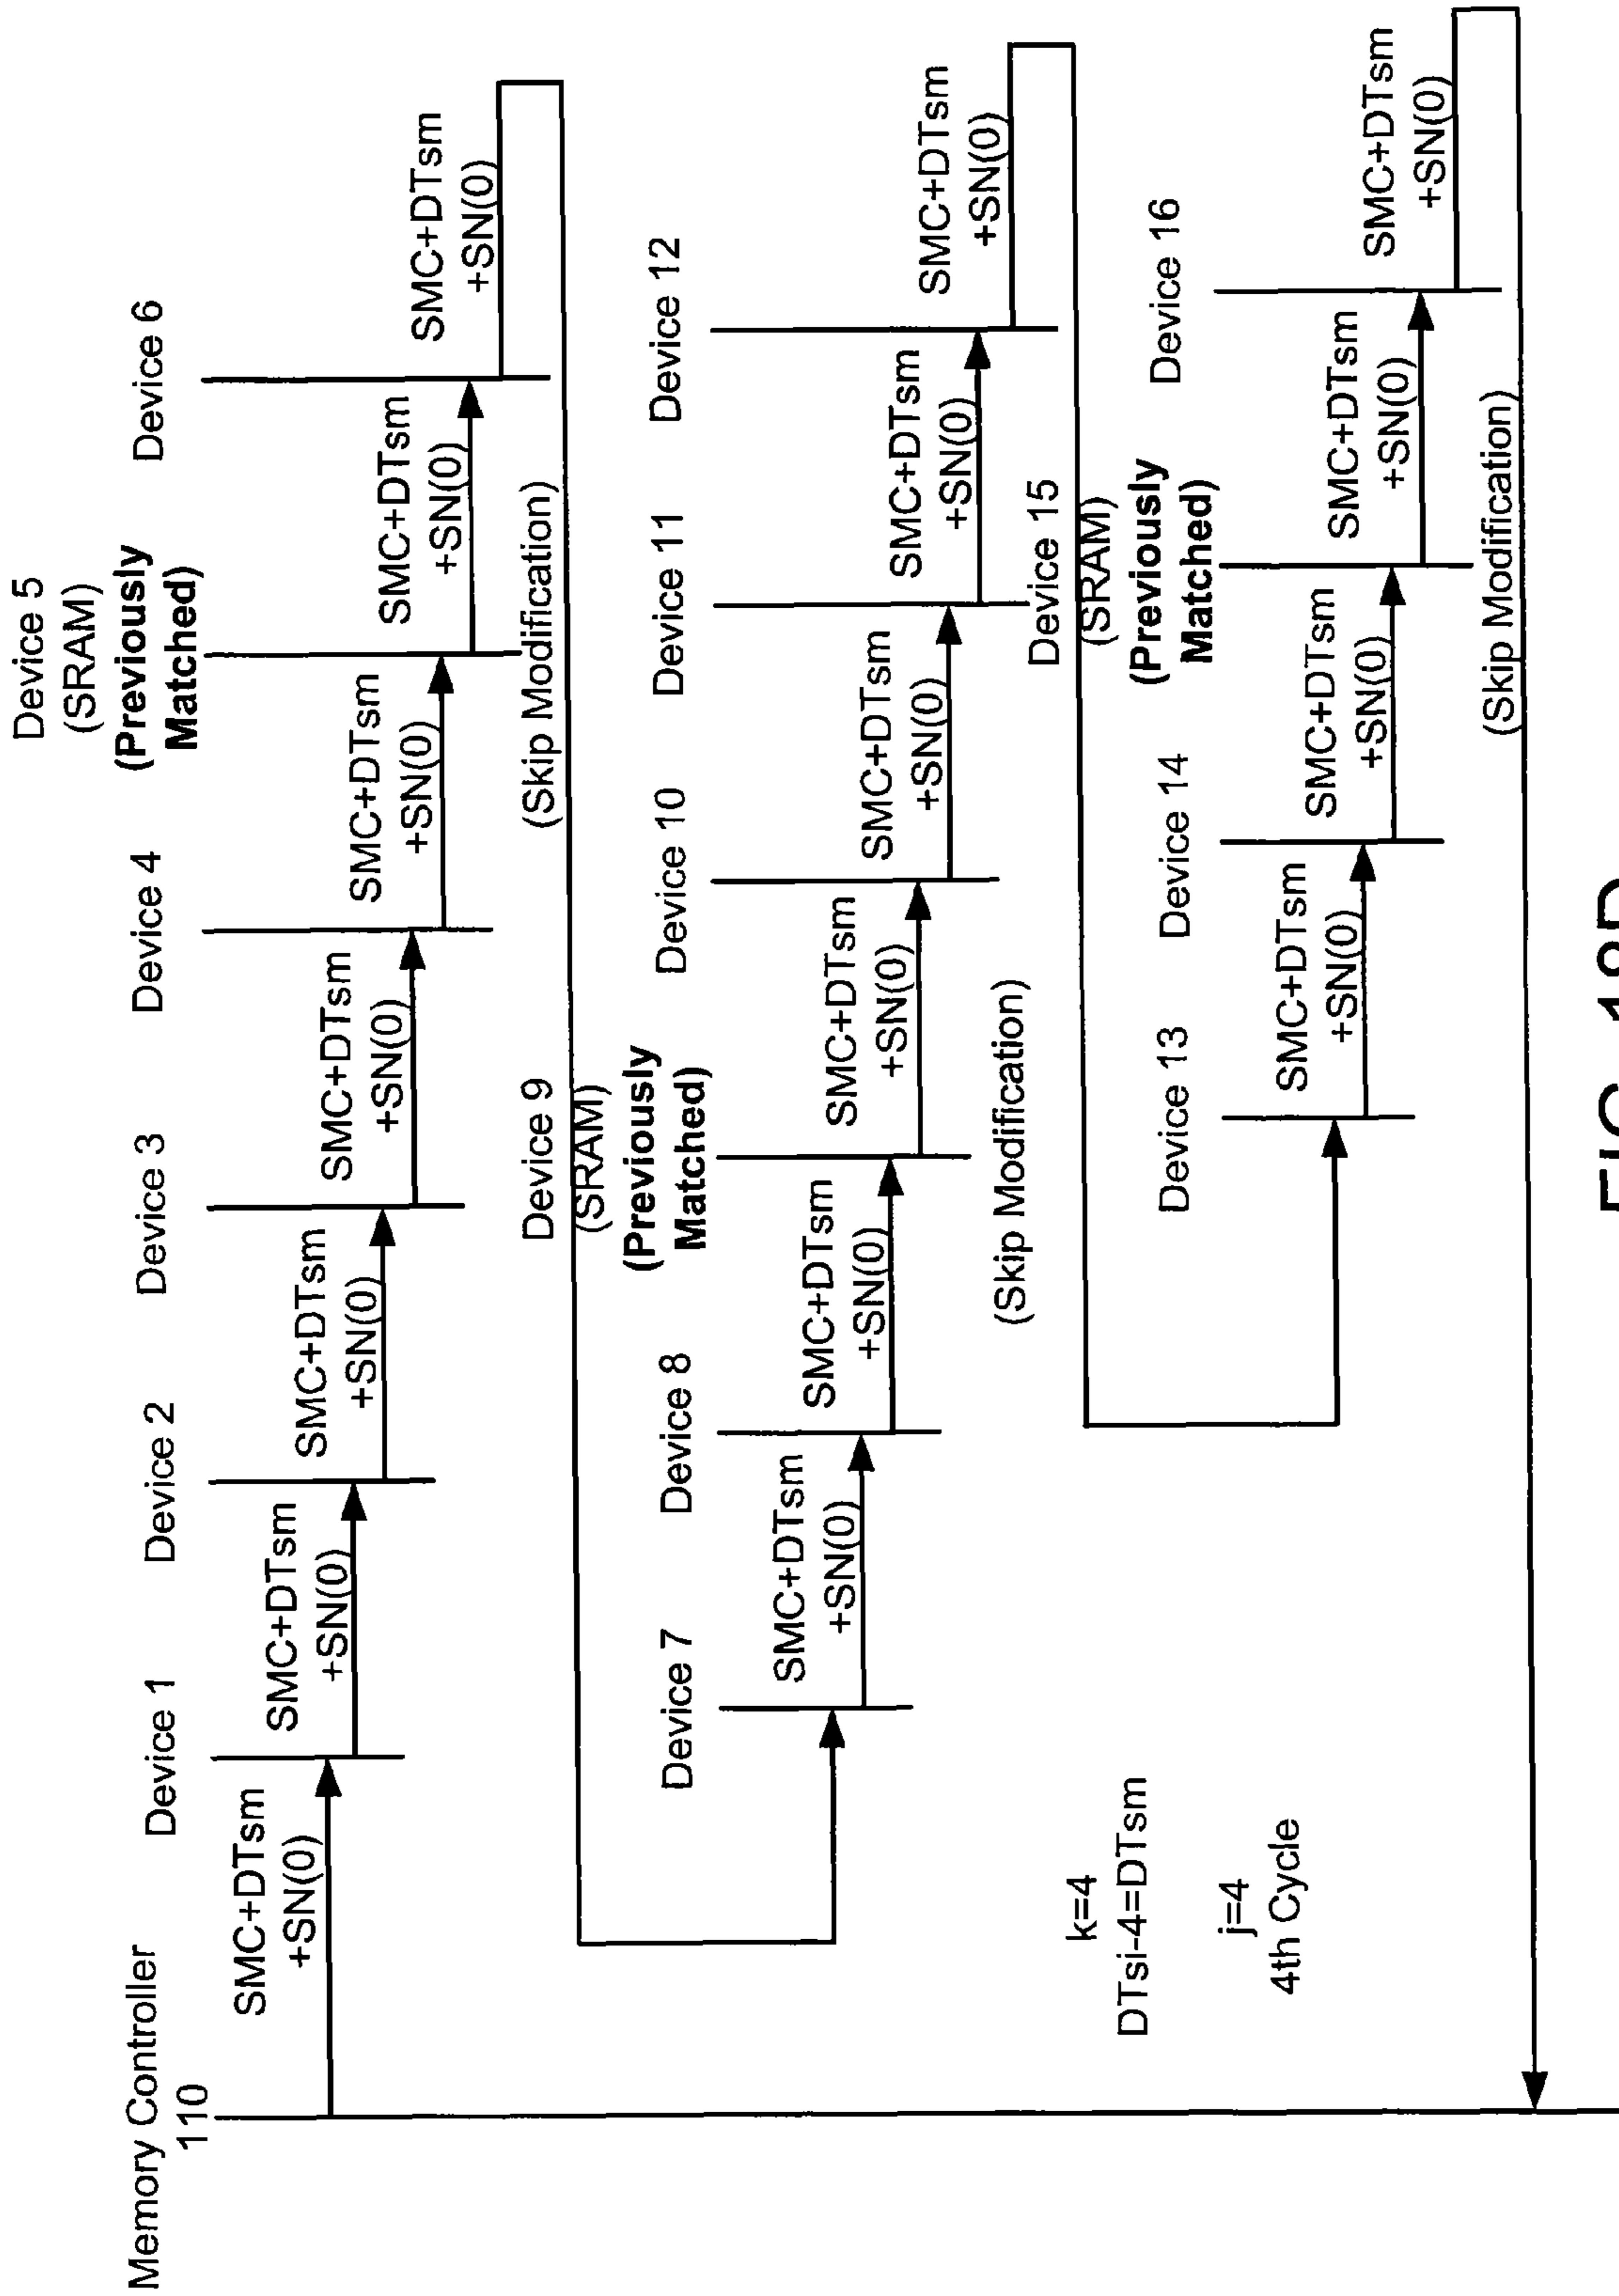 Memory Controller
110
Device 1
Device 2
Device 3
Device 4
Device 5
(SRAM)
(Previously
Matched)
Device 6
SMC+DTsm
+SN(0)
SMC+DTsm
+SN(0)
SMC+DTsm
+SN(0)
SMC+DTsm
+SN(0)
SMC+DTsm
+SN(0)
SMC+DTsm
+SN(0)
SMC+DTsm
+SN(0)
(Skip Modification)
Device 7
Device 8
Device 9
(SRAM)
(Previously
Matched)
Device 10
Device 11
Device 12
SMC+DTsm
+SN(0)
SMC+DTsm
+SN(0)
SMC+DTsm
+SN(0)
SMC+DTsm
+SN(0)
SMC+DTsm
+SN(0)
SMC+DTsm
+SN(0)
(Skip Modification)
k=4
DTsi-4=DTsm
j=4
4th Cycle
Device 13
Device 14
Device 15
(SRAM)
(Previously
Matched)
Device 16
SMC+DTsm
+SN(0)
SMC+DTsm
+SN(0)
SMC+DTsm
+SN(0)
SMC+DTsm
+SN(0)
(Skip Modification)
FIG. 18D